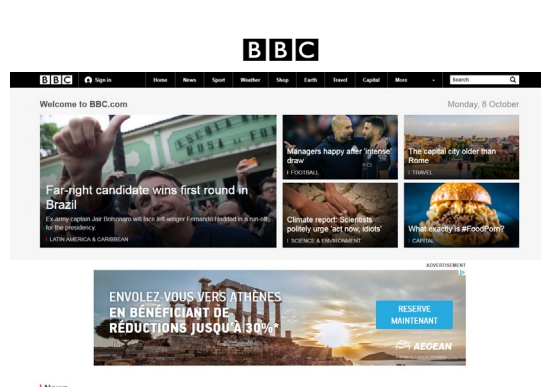 BBC
BBC Sign in Home News Sport Weather Shop Earth Travel Capital More Search
Welcome to BBC.com
Monday, 8 October
Far-right candidate wins first round in
Brazil
Ex-army captain Jair Bolsonaro will face left-winger Fernando Haddad in a run-off
for the presidency.
LATIN AMERICA & CARIBBEAN
Managers happy after 'intense'
draw
FOOTBALL
The capital city older than
Rome
TRAVEL
Climate report: Scientists
politely urge 'act now, idiots'
SCIENCE & ENVIRONMENT
What exactly is #FoodPorn?
CAPITAL
ADVERTISEMENT
ENVOLEZ-VOUS VERS ATHÈNES
EN BÉNÉFICIANT DE
RÉDUCTIONS JUSQU'À 30%*
RESERVE
MAINTENANT
AEGEAN